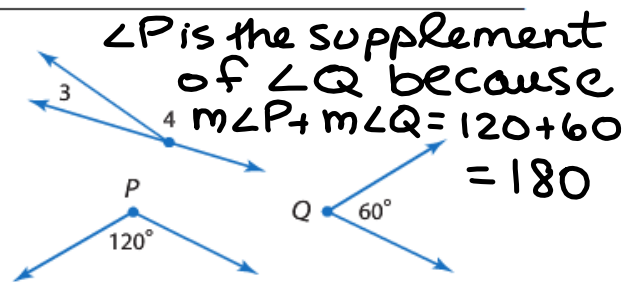 ∠P is the supplement
of ∠Q because
m∠P + m∠Q = 120 + 60
= 180
3
4
P
120°
Q
60°